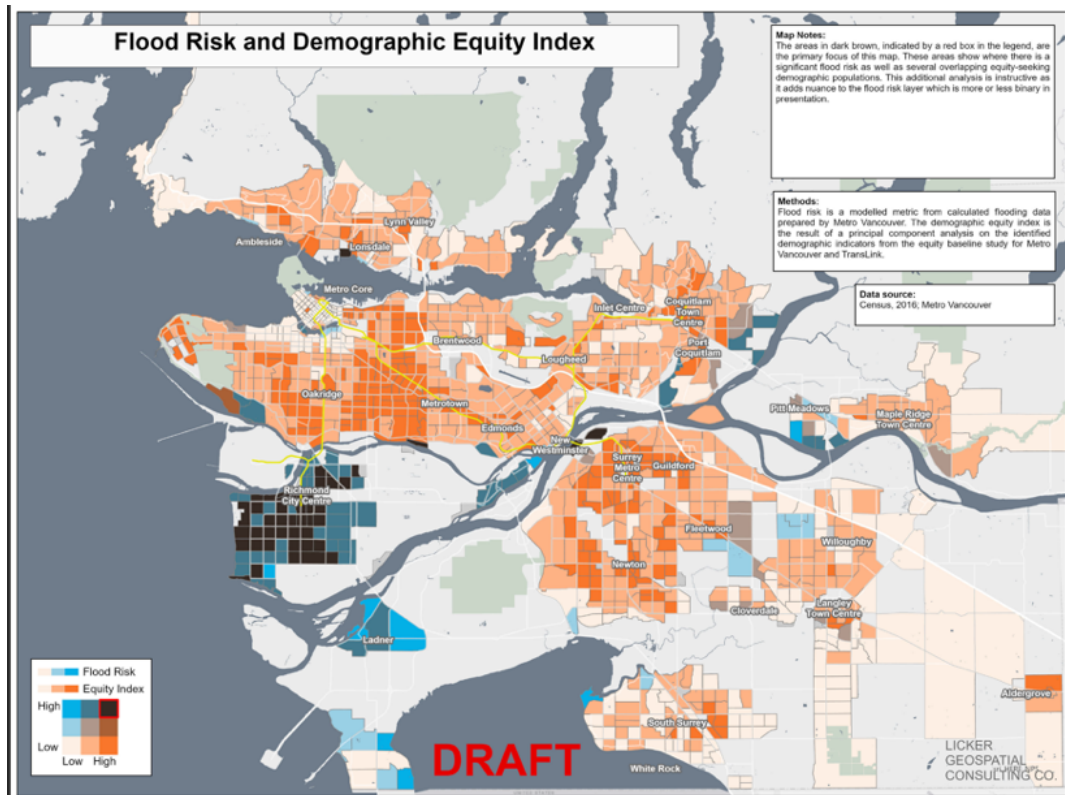 Flood Risk and Demographic Equity Index
Map Notes:
The areas in dark brown, indicated by a red box in the legend, are
the primary focus of this map. These areas show where there is a
significant flood risk as well as several overlapping equity-seeking
demographic populations. This additional analysis is instructive as
it adds nuance to the flood risk layer which is more or less binary in
presentation.
Methods:
Flood risk is a modelled metric from calculated flooding data
prepared by Metro Vancouver. The demographic equity index is
the result of a principal component analysis on the identified
demographic indicators from the equity baseline study for Metro
Vancouver and TransLink.
Data source:
Census, 2016; Metro Vancouver
Lynn Valley
Ambleside
Lonsdale
Metro Core
Inlet Centre
Coquitlam
Town
Centre
Brentwood
Port
Coquitlam
Lougheed
Oakridge
Metrotown
Pitt Meadows
Maple Ridge
Town Centre
Edmonds
New
Westminster
Surrey
Metro
Centre
Guildford
Richmond
City Centre
Fleetwood
Willoughby
Newton
Cloverdale
Langley
Town Centre
Ladner
Aldergrove
South Surrey
White Rock
Flood Risk
Equity Index
High
Low
Low High
DRAFT
LICKER
GEOSPATIAL
CONSULTING CO.